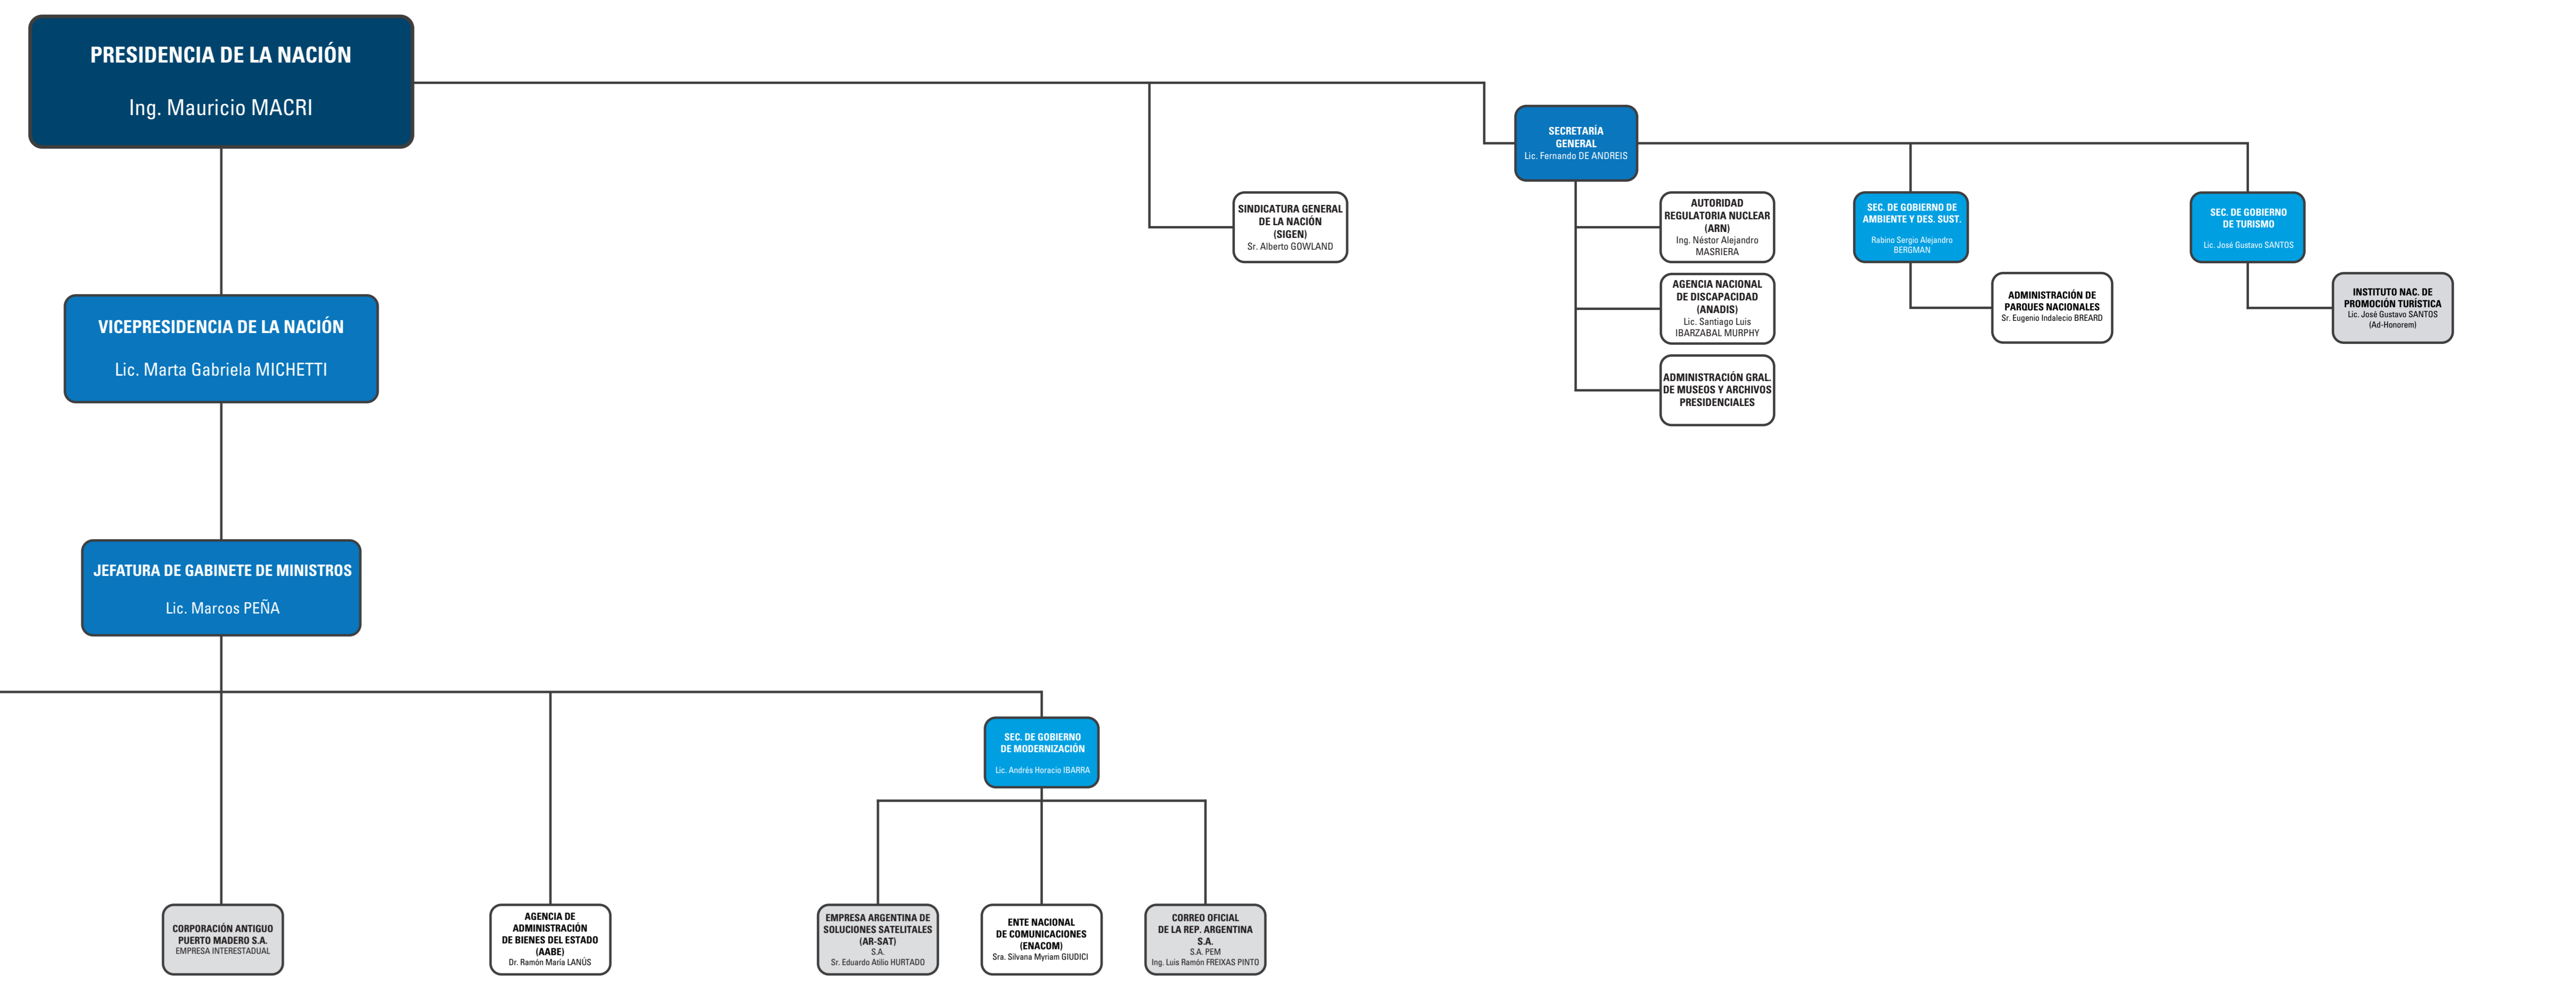 PRESIDENCIA DE LA NACIÓN
Ing. Mauricio MACRI
SECRETARÍA
GENERAL
Lic. Fernando DE ANDREIS
SINDICATURA GENERAL
DE LA NACIÓN
(SIGEN)
Sr. Alberto GOWLAND
AUTORIDAD
REGULATORIA NUCLEAR
(ARN)
Ing. Néstor Alejandro
MASRIERA
SEC. DE GOBIERNO DE
AMBIENTE Y DES. SUST.
Rabino Sergio Alejandro
BERGMAN
SEC. DE GOBIERNO
DE TURISMO
Lic. José Gustavo SANTOS
AGENCIA NACIONAL
DE DISCAPACIDAD
(ANADIS)
Lic. Santiago Luis
IBARZABAL MURPHY
ADMINISTRACIÓN DE
PARQUES NACIONALES
Sr. Eugenio Indalecio BREARD
INSTITUTO NAC. DE
PROMOCIÓN TURÍSTICA
Lic. José Gustavo SANTOS
(Ad-Honorem)
VICEPRESIDENCIA DE LA NACIÓN
Lic. Marta Gabriela MICHETTI
ADMINISTRACIÓN GRAL.
DE MUSEOS Y ARCHIVOS
PRESIDENCIALES
JEFATURA DE GABINETE DE MINISTROS
Lic. Marcos PEÑA
SEC. DE GOBIERNO
DE MODERNIZACIÓN
Lic. Andrés Horacio IBARRA
CORPORACIÓN ANTIGUO
PUERTO MADERO S.A.
EMPRESA INTERESTADUAL
AGENCIA DE
ADMINISTRACIÓN
DE BIENES DEL ESTADO
(AABE)
Dr. Ramón María LANÚS
EMPRESA ARGENTINA DE
SOLUCIONES SATELITALES
(AR-SAT)
S.A.
Sr. Eduardo Atilio HURTADO
ENTE NACIONAL
DE COMUNICACIONES
(ENACOM)
Sra. Silvana Myriam GIUDICI
CORREO OFICIAL
DE LA REP. ARGENTINA
S.A.
S.A. PEM
Ing. Luis Ramón FREIXAS PINTO